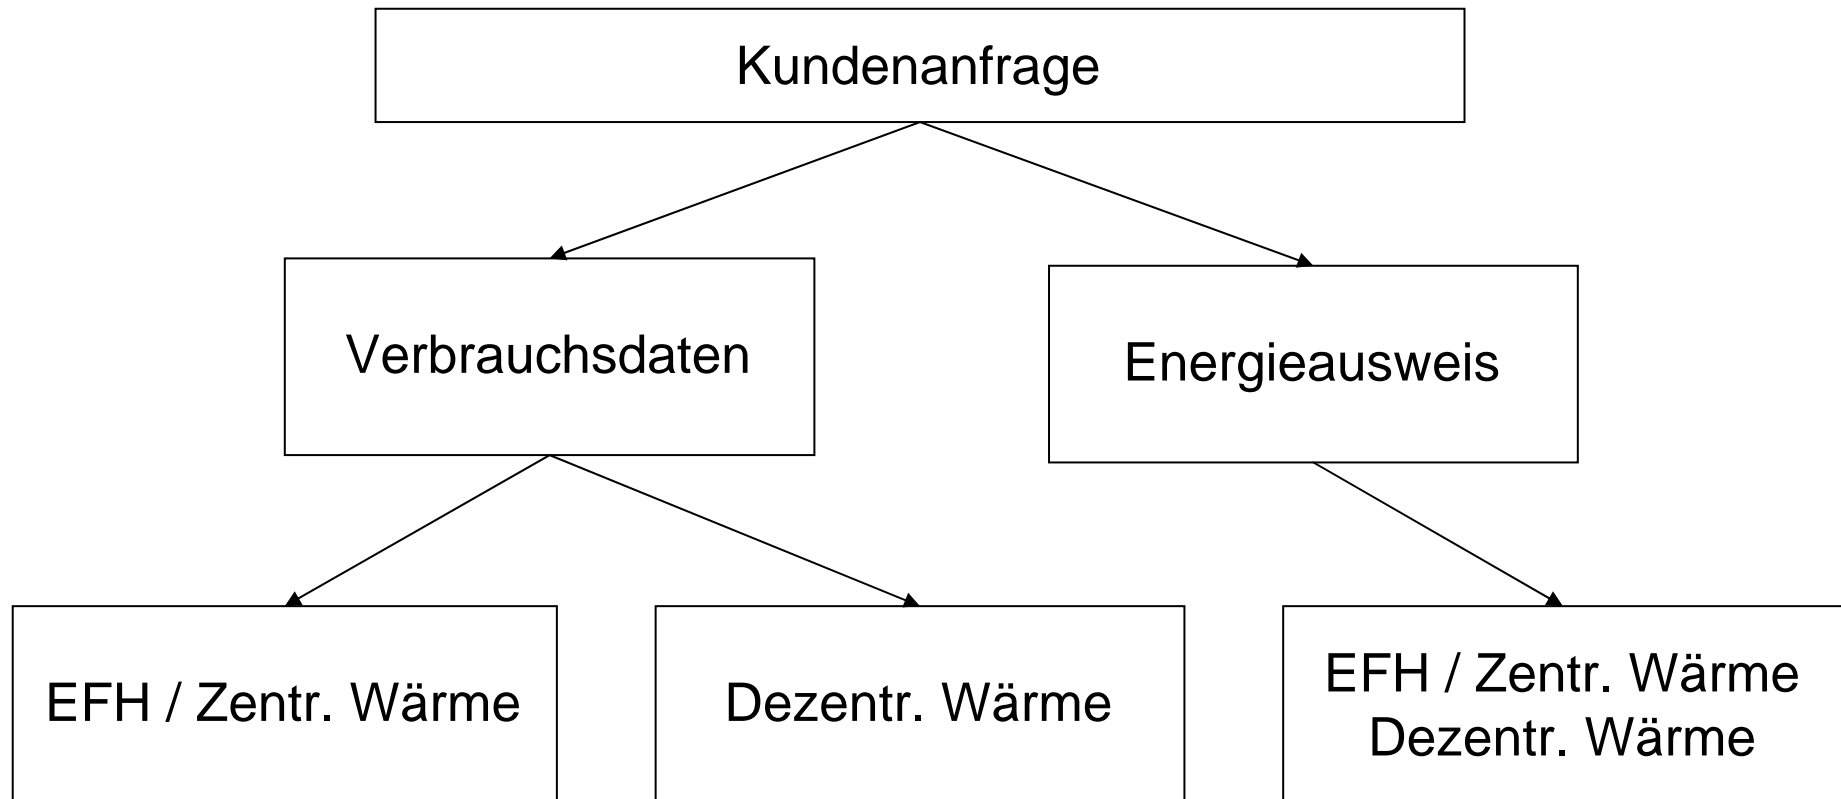 Kundenanfrage
Verbrauchsdaten
Energieausweis
EFH / Zentr. Wärme
Dezentr. Wärme
EFH / Zentr. Wärme
Dezentr. Wärme